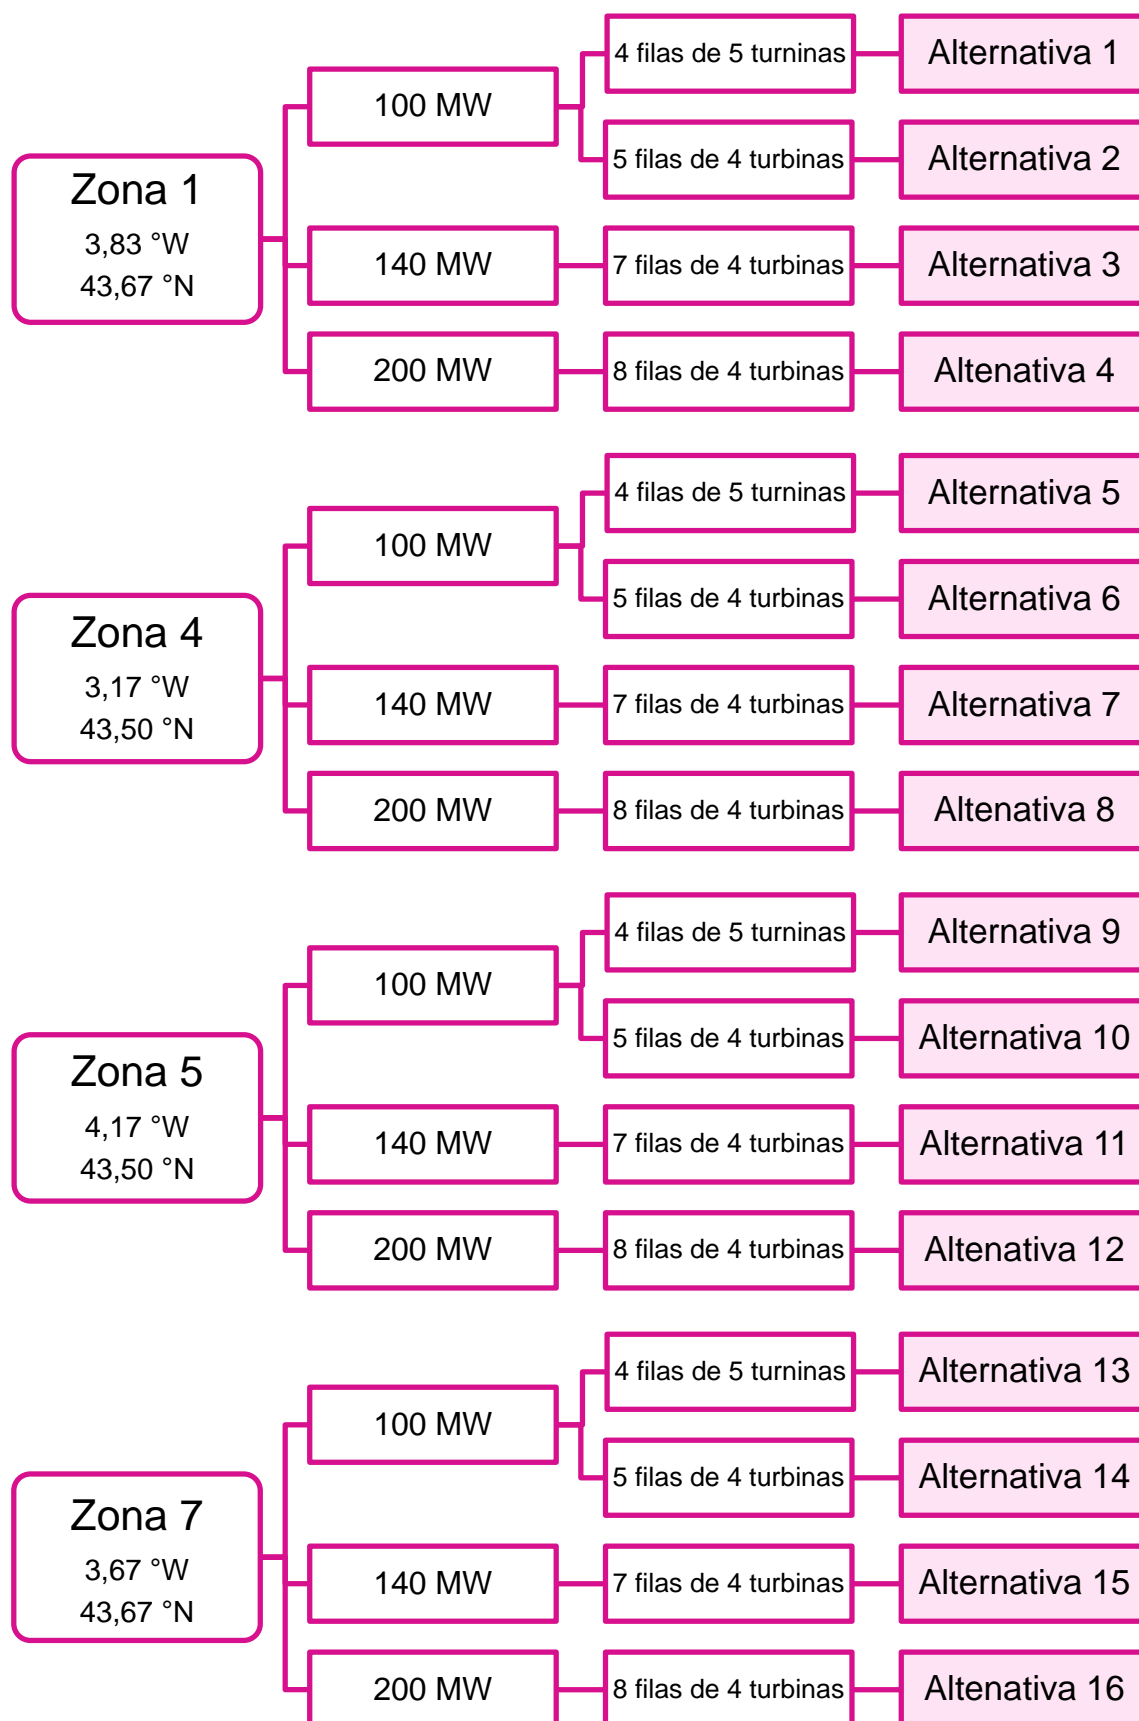 Zona 1
3,83 °W
43,67 °N
100 MW
4 filas de 5 turninas
Alternativa 1
5 filas de 4 turbinas
Alternativa 2
140 MW
7 filas de 4 turbinas
Alternativa 3
200 MW
8 filas de 4 turbinas
Altenativa 4
Zona 4
3,17 °W
43,50 °N
100 MW
4 filas de 5 turninas
Alternativa 5
5 filas de 4 turbinas
Alternativa 6
140 MW
7 filas de 4 turbinas
Alternativa 7
200 MW
8 filas de 4 turbinas
Altenativa 8
Zona 5
4,17 °W
43,50 °N
100 MW
4 filas de 5 turninas
Alternativa 9
5 filas de 4 turbinas
Alternativa 10
140 MW
7 filas de 4 turbinas
Alternativa 11
200 MW
8 filas de 4 turbinas
Altenativa 12
Zona 7
3,67 °W
43,67 °N
100 MW
4 filas de 5 turninas
Alternativa 13
5 filas de 4 turbinas
Alternativa 14
140 MW
7 filas de 4 turbinas
Alternativa 15
200 MW
8 filas de 4 turbinas
Altenativa 16